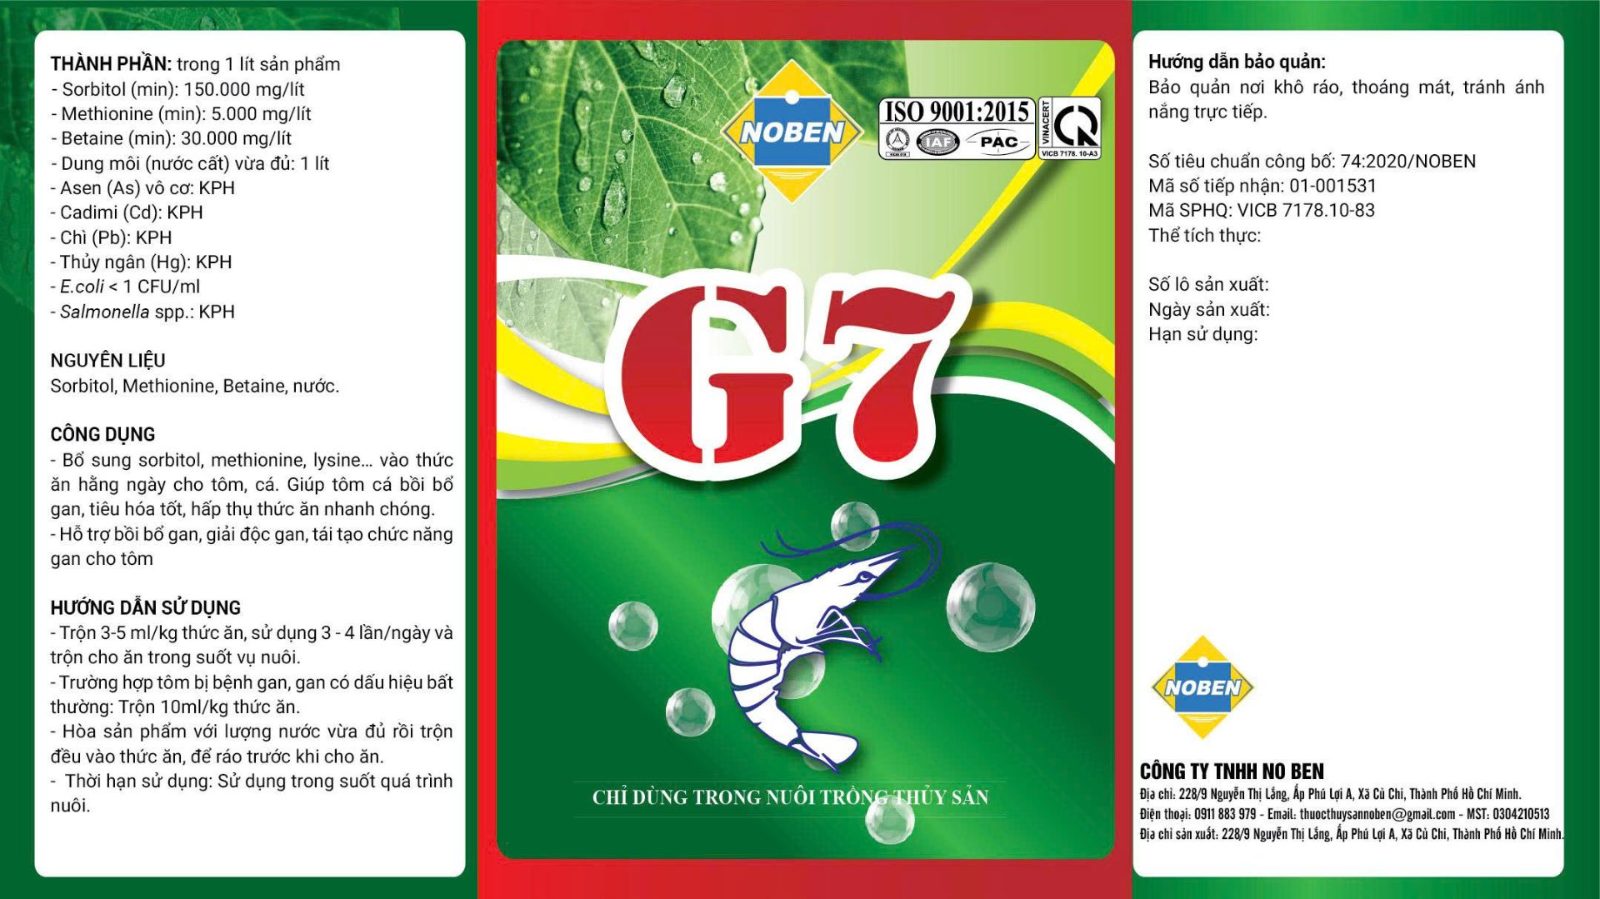 THÀNH PHẦN: trong 1 lít sản phẩm
- Sorbitol (min): 150.000 mg/lít
- Methionine (min): 5.000 mg/lít
- Betaine (min): 30.000 mg/lít
- Dung môi (nước cất) vừa đủ: 1 lít
- Asen (As) vô cơ: KPH
- Cadimi (Cd): KPH
- Chì (Pb): KPH
- Thủy ngân (Hg): KPH
- E.coli < 1 CFU/ml
- Salmonella spp.: KPH
NGUYÊN LIỆU
Sorbitol, Methionine, Betaine, nước.
CÔNG DỤNG
- Bổ sung sorbitol, methionine, lysine... vào thức
ăn hằng ngày cho tôm, cá. Giúp tôm cá bồi bổ
gan, tiêu hóa tốt, hấp thụ thức ăn nhanh chóng.
- Hỗ trợ bồi bổ gan, giải độc gan, tái tạo chức năng
gan cho tôm
HƯỚNG DẪN SỬ DỤNG
- Trộn 3-5 ml/kg thức ăn, sử dụng 3 - 4 lần/ngày và
trộn cho ăn trong suốt vụ nuôi.
- Trường hợp tôm bị bệnh gan, gan có dấu hiệu bất
thường: Trộn 10ml/kg thức ăn.
- Hòa sản phẩm với lượng nước vừa đủ rồi trộn
đều vào thức ăn, để ráo trước khi cho ăn.
- Thời hạn sử dụng: Sử dụng trong suốt quá trình
nuôi.
NOBEN
ISO 9001:2015
IAF
PAC
VINACERT
VICB 7178. 10-A3
G7
CHỈ DÙNG TRONG NUÔI TRỒNG THỦY SẢN
Hướng dẫn bảo quản:
Bảo quản nơi khô ráo, thoáng mát, tránh ánh
nắng trực tiếp.
Số tiêu chuẩn công bố: 74:2020/NOBEN
Mã số tiếp nhận: 01-001531
Mã SPHQ: VICB 7178.10-83
Thể tích thực:
Số lô sản xuất:
Ngày sản xuất:
Hạn sử dụng:
NOBEN
CÔNG TY TNHH NO BEN
Địa chỉ: 228/9 Nguyễn Thị Lắng, Ấp Phú Lợi A, Xã Củ Chi, Thành Phố Hồ Chí Minh.
Điện thoại: 0911 883 979 - Email: thuocthuysannoben@gmail.com - MST: 0304210513
Địa chỉ sản xuất: 228/9 Nguyễn Thị Lắng, Ấp Phú Lợi A, Xã Củ Chi, Thành Phố Hồ Chí Minh.